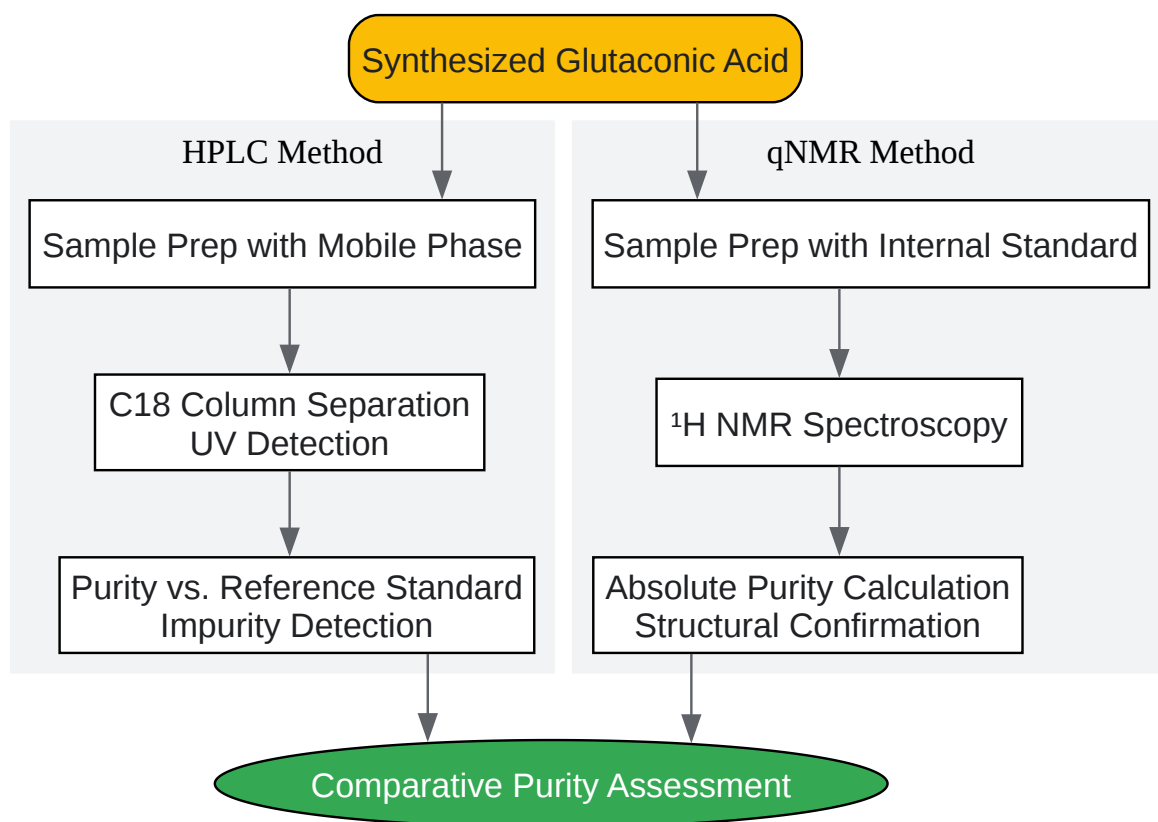 Synthesized Glutaconic Acid
HPLC Method
Sample Prep with Mobile Phase
C18 Column Separation
UV Detection
Purity vs. Reference Standard
Impurity Detection
qNMR Method
Sample Prep with Internal Standard
¹H NMR Spectroscopy
Absolute Purity Calculation
Structural Confirmation
Comparative Purity Assessment